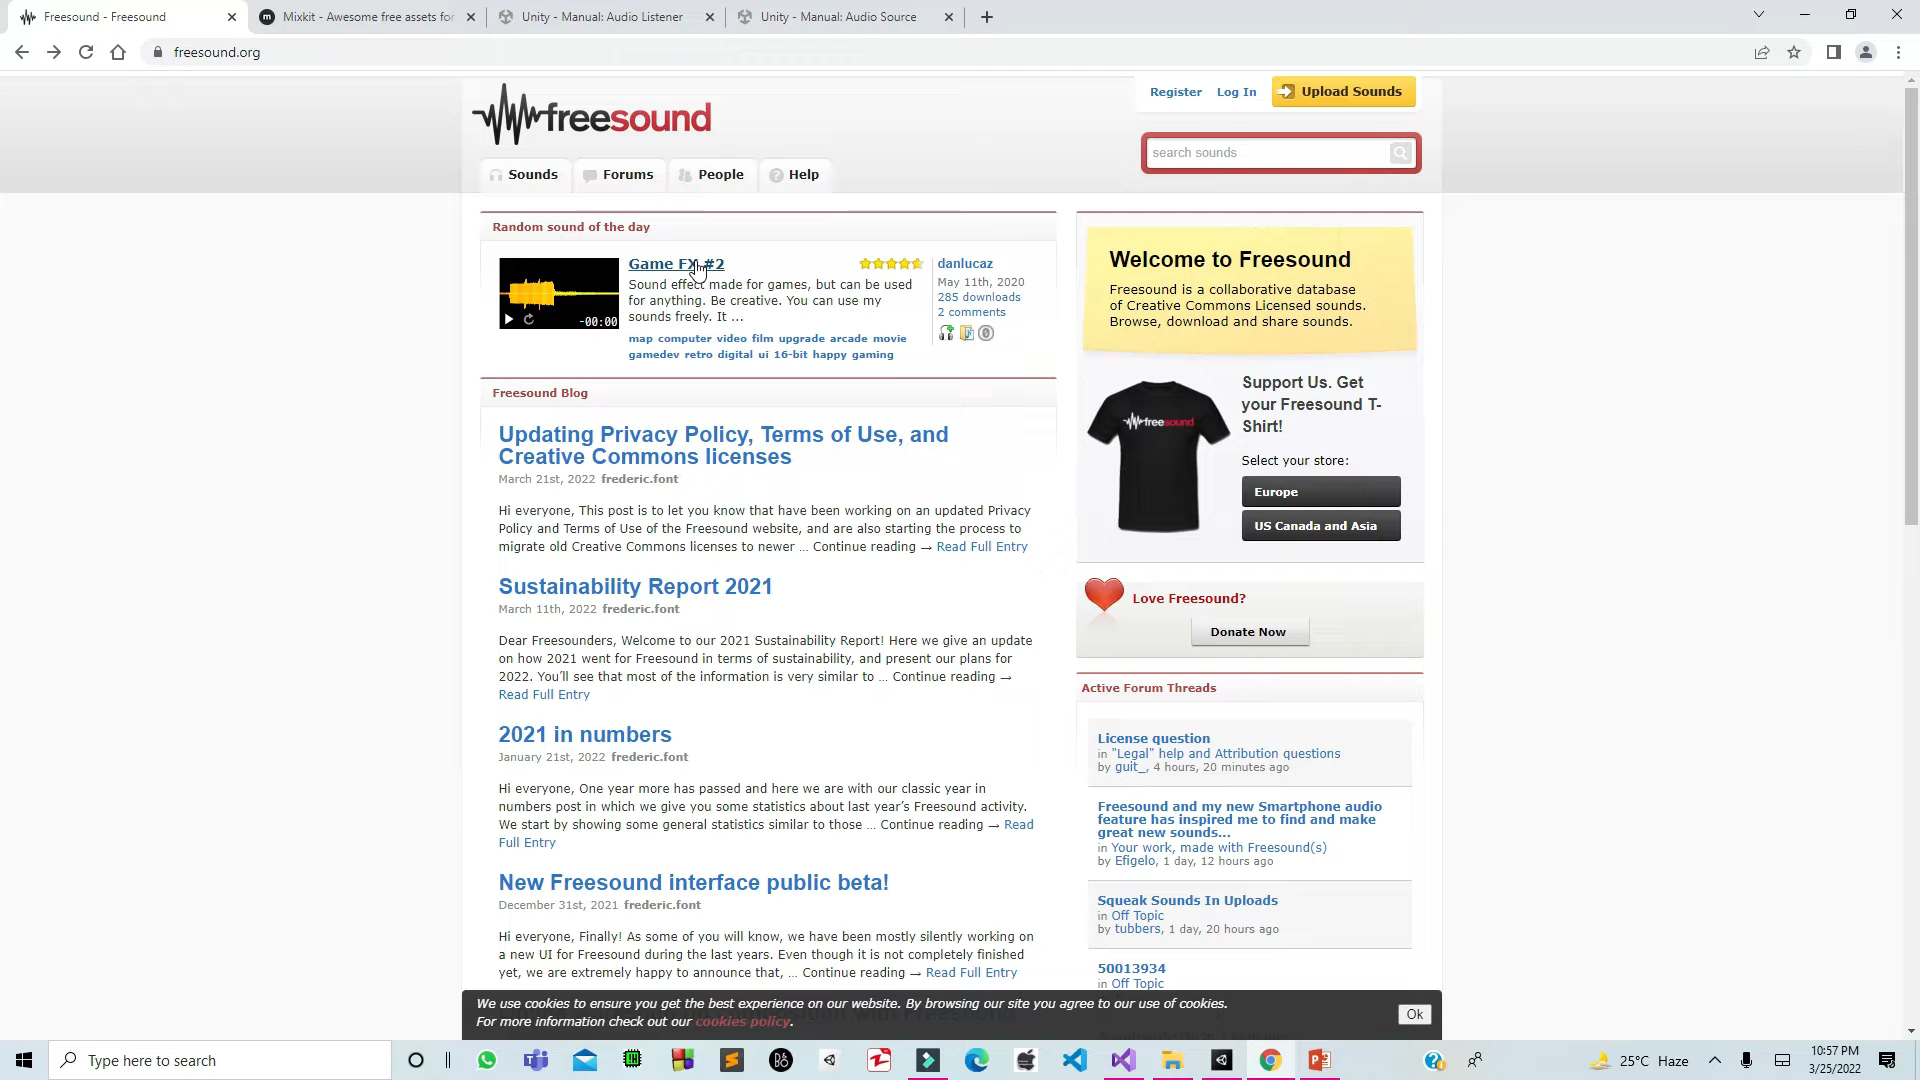 Freesound - Freesound
Mixkit - Awesome free assets for
Unity - Manual: Audio Listener
Unity - Manual: Audio Source
freesound.org
freesound
Register
Log In
Upload Sounds
search sounds
Sounds
Forums
People
Help
Random sound of the day
Game FX #2
Sound effect made for games, but can be used
for anything. Be creative. You can use my
sounds freely. It ...
map computer video film upgrade arcade movie
gamedev retro digital ui 16-bit happy gaming
-00:00
danlucaz
May 11th, 2020
285 downloads
2 comments
Freesound Blog
Updating Privacy Policy, Terms of Use, and
Creative Commons licenses
March 21st, 2022 frederic.font
Hi everyone, This post is to let you know that have been working on an updated Privacy
Policy and Terms of Use of the Freesound website, and are also starting the process to
migrate old Creative Commons licenses to newer ... Continue reading → Read Full Entry
Sustainability Report 2021
March 11th, 2022 frederic.font
Dear Freesounders, Welcome to our 2021 Sustainability Report! Here we give an update
on how 2021 went for Freesound in terms of sustainability, and present our plans for
2022. You'll see that most of the information is very similar to ... Continue reading →
Read Full Entry
2021 in numbers
January 21st, 2022 frederic.font
Hi everyone, One year more has passed and here we are with our classic year in
numbers post in which we give you some statistics about last year's Freesound activity.
We start by showing some general statistics similar to those ... Continue reading → Read
Full Entry
New Freesound interface public beta!
December 31st, 2021 frederic.font
Hi everyone, Finally! As some of you will know, we have been mostly silently working on
a new UI for Freesound during the last years. Even though it is not completely finished
yet, we are extremely happy to announce that, ... Continue reading → Read Full Entry
Welcome to Freesound
Freesound is a collaborative database
of Creative Commons Licensed sounds.
Browse, download and share sounds.
freesound
Support Us. Get
your Freesound T-
Shirt!
Select your store:
Europe
US Canada and Asia
Love Freesound?
Donate Now
Active Forum Threads
License question
in "Legal" help and Attribution questions
by guit_, 4 hours, 20 minutes ago
Freesound and my new Smartphone audio
feature has inspired me to find and make
great new sounds...
in Your work, made with Freesound(s)
by Efigelo, 1 day, 12 hours ago
Squeak Sounds In Uploads
in Off Topic
by tubbers, 1 day, 20 hours ago
50013934
in Off Topic
We use cookies to ensure you get the best experience on our website. By browsing our site you agree to our use of cookies.
For more information check out our cookies policy.
Ok
Type here to search
25°C Haze
10:57 PM
3/25/2022